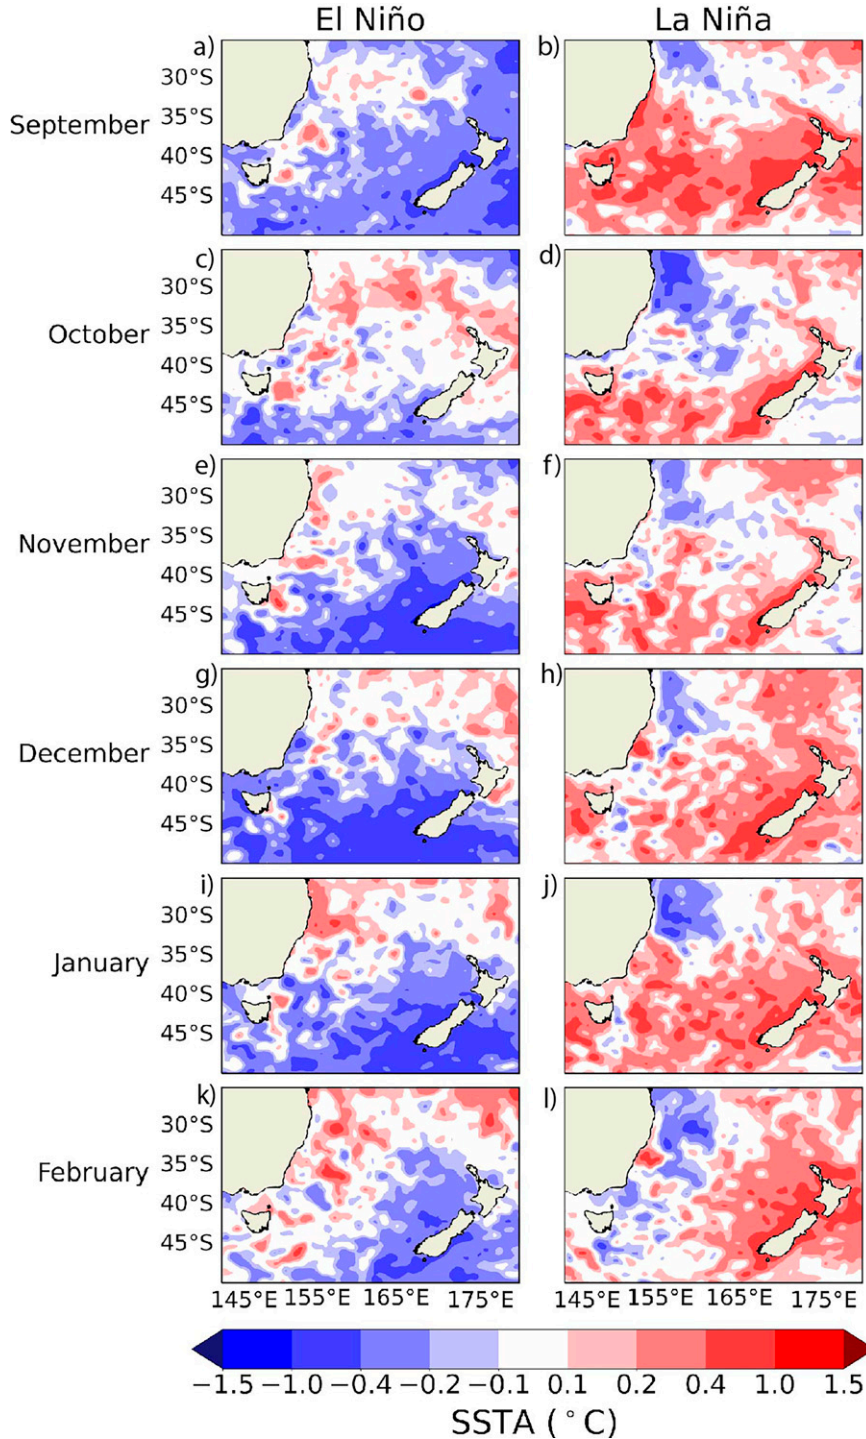 El Niño La Niña
a) b)
30°S
35°S
September
40°S
45°S
c) d)
30°S
October 35°S
40°S
45°S
e) f)
30°S
November 35°S
40°S
45°S
g) h)
30°S
December 35°S
40°S
45°S
i) j)
30°S
January 35°S
40°S
45°S
k) l)
30°S
February 35°S
40°S
45°S
145°E 155°E 165°E 175°E 145°E 155°E 165°E 175°E
−1.5 −1.0 −0.4 −0.2 −0.1 0.1 0.2 0.4 1.0 1.5
SSTA (°C)